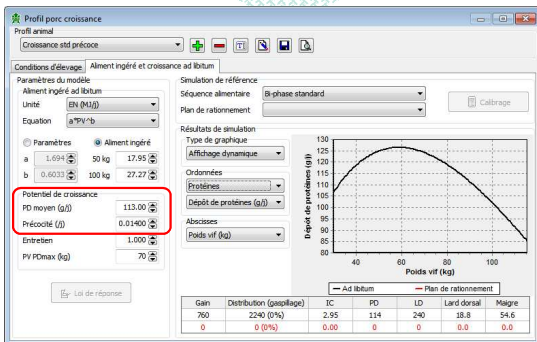 Profil porc croissance
Profil animal
Croissance std précoce
Conditions d'élevage Aliment ingéré et croissance ad libitum
Paramètres du modèle
Aliment ingéré ad libitum
Unité EN (MJ/j)
Equation a*PV^b
Paramètres Aliment ingéré
a 1.694 50 kg 17.95
b 0.6033 100 kg 27.27
Potentiel de croissance
PD moyen (g/j) 113.00
Précocité (/j) 0.01400
Entretien 1.000
PV PDmax (kg) 70
Loi de réponse
Simulation de référence
Séquence alimentaire Bi-phase standard
Plan de rationnement
Calibrage
Résultats de simulation
Type de graphique
Affichage dynamique
Ordonnées
Protéines
Dépôt de protéines (g/j)
Abscisses
Poids vif (kg)
Dépôt de protéines (g/j)
130
125
120
115
110
105
100
95
90
85
80
40 60 80 100
Poids vif (kg)
Ad libitum Plan de rationnement
Gain Distribution (gaspillage) IC PD LD Lard dorsal Maigre
760 2240 (0%) 2.95 114 240 18.8 54.6
0 0 (0%) 0.00 0 0 0.0 0.0